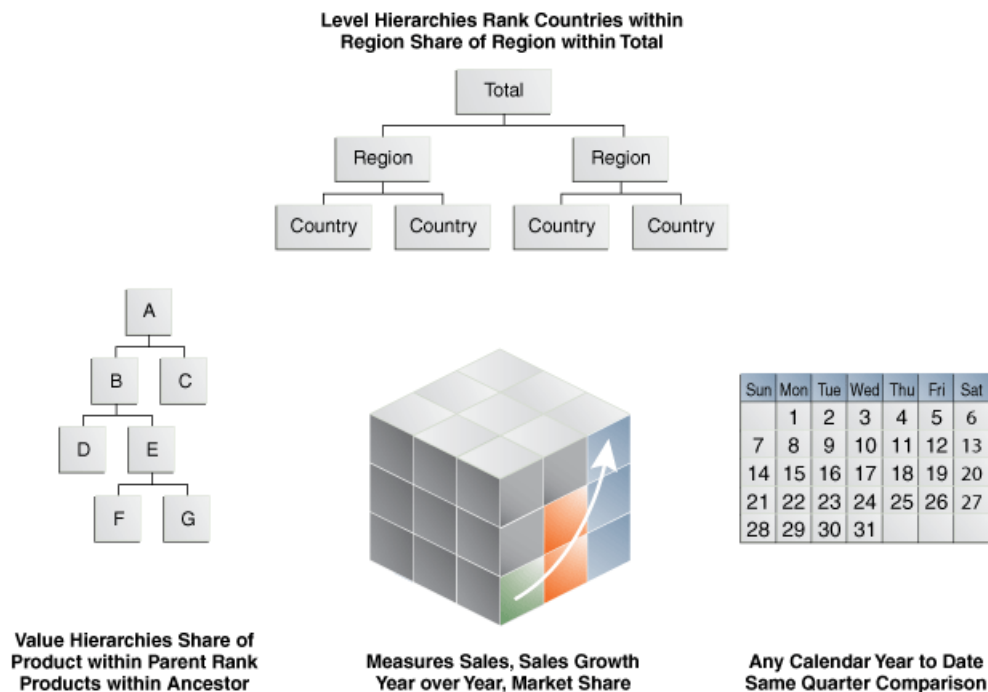 Level Hierarchies Rank Countries within
Region Share of Region within Total
Total
Region Region
Country Country Country Country
A
B C
D E
F G
Sun Mon Tue Wed Thu Fri Sat
1 2 3 4 5 6
7 8 9 10 11 12 13
14 15 16 17 18 19 20
21 22 23 24 25 26 27
28 29 30 31
Value Hierarchies Share of
Product within Parent Rank
Products within Ancestor
Measures Sales, Sales Growth
Year over Year, Market Share
Any Calendar Year to Date
Same Quarter Comparison